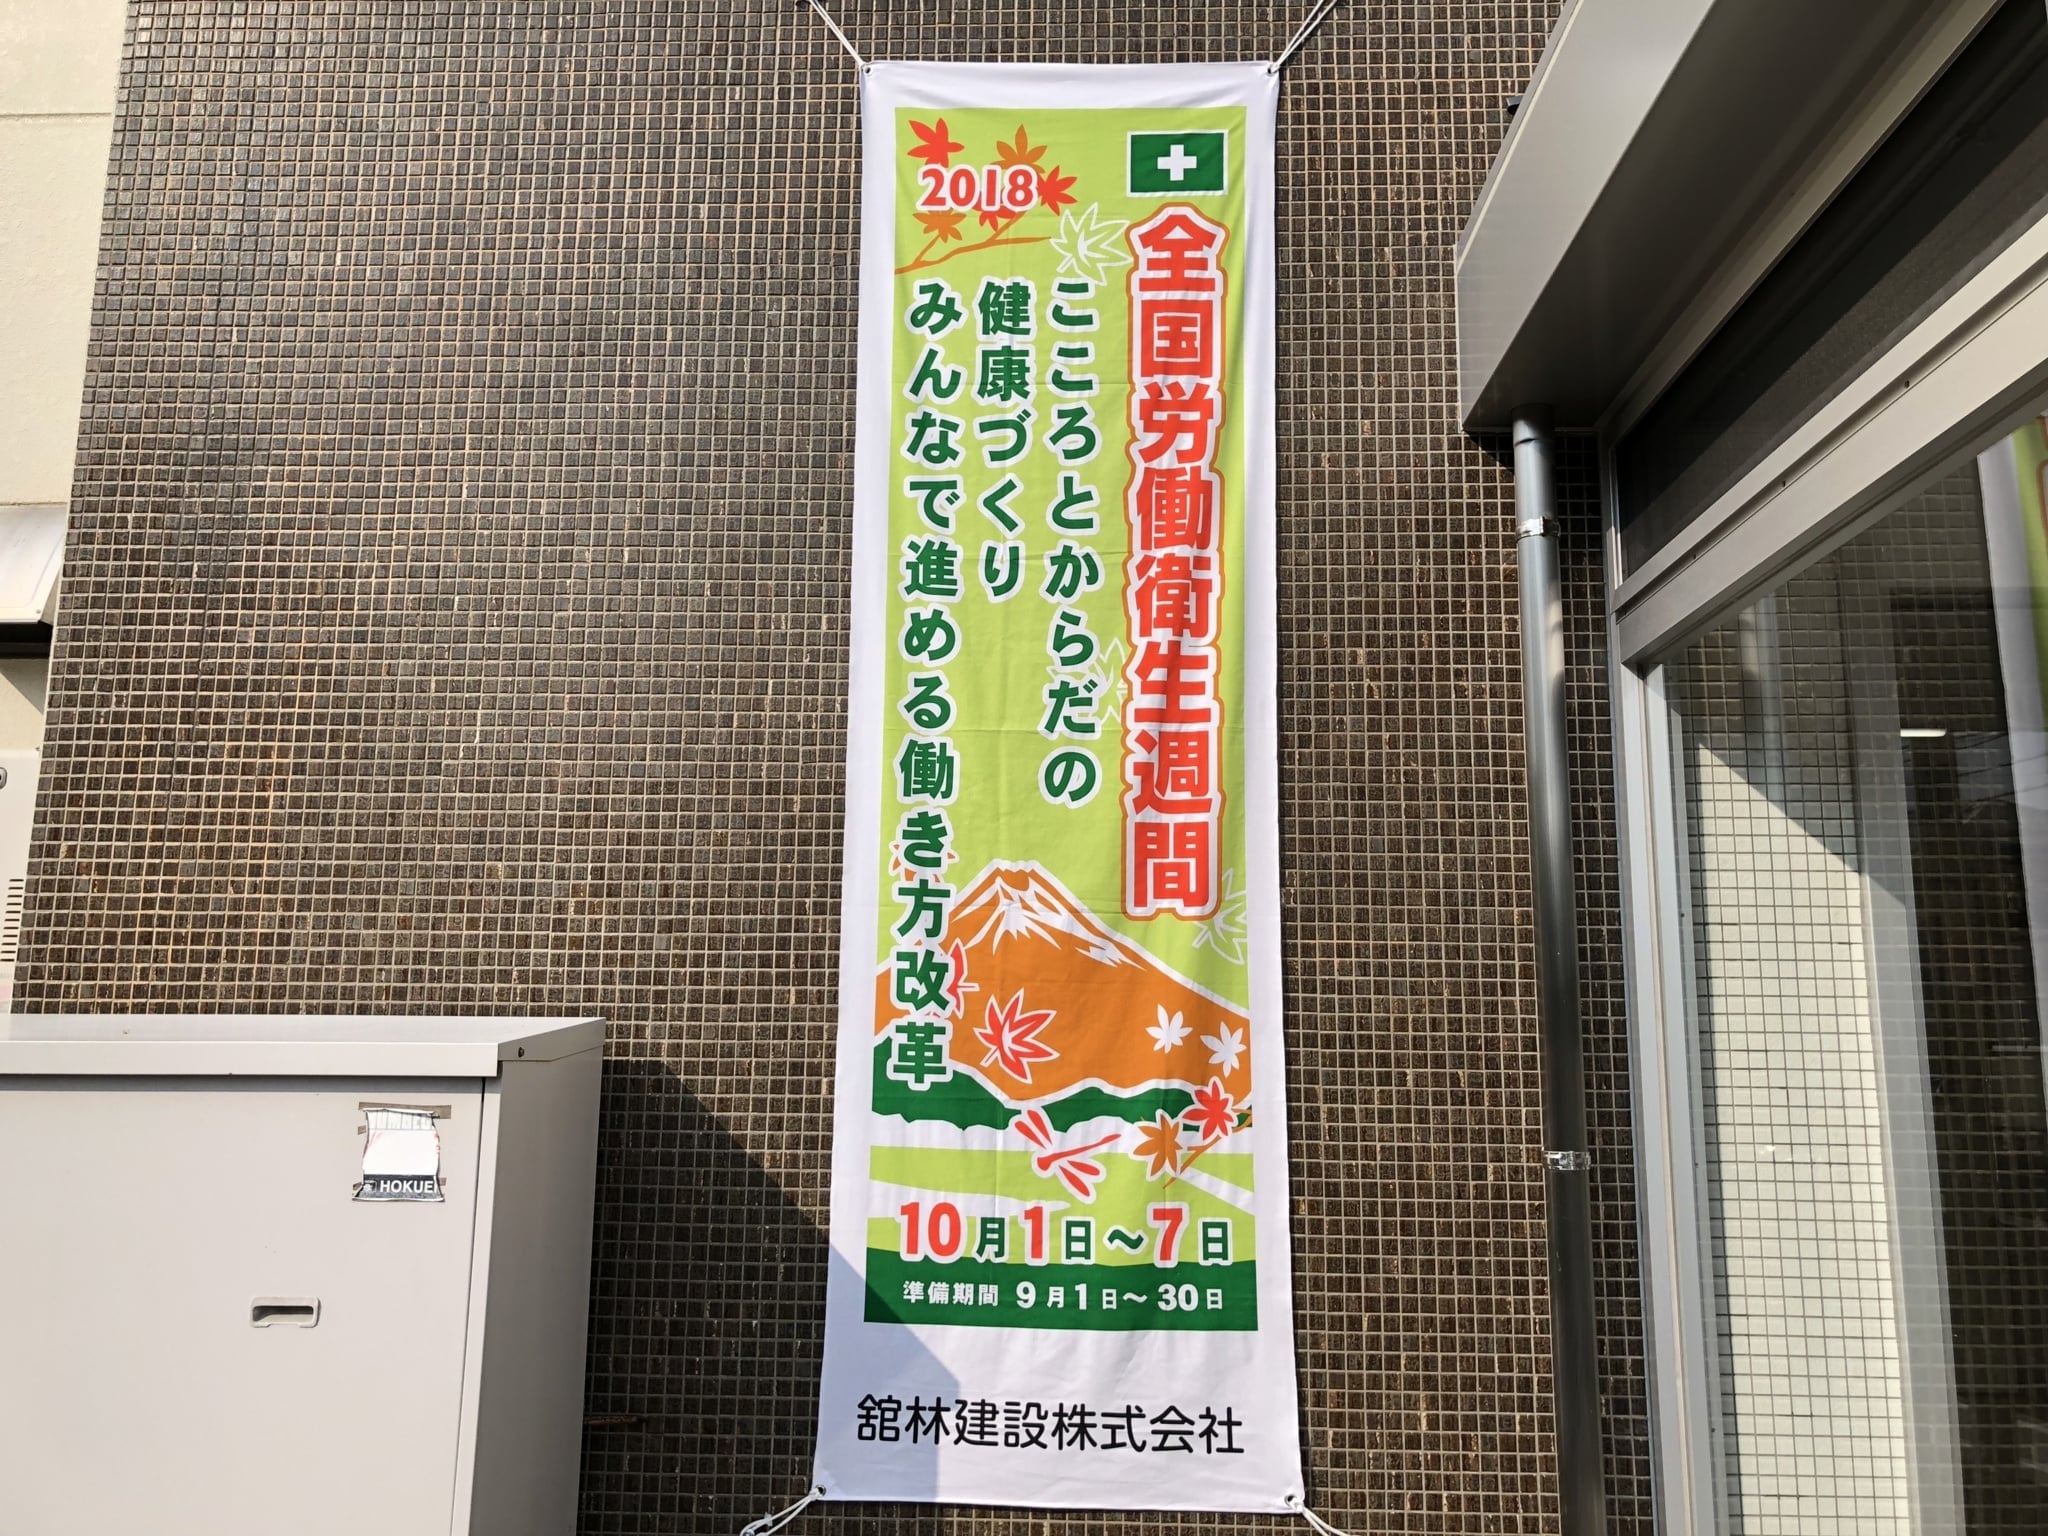 2018
全国労働衛生週間
こころとからだの
健康づくり
みんなで進める働き方改革
10月1日〜7日
準備期間 9月1日〜30日
舘林建設株式会社
HOKUE